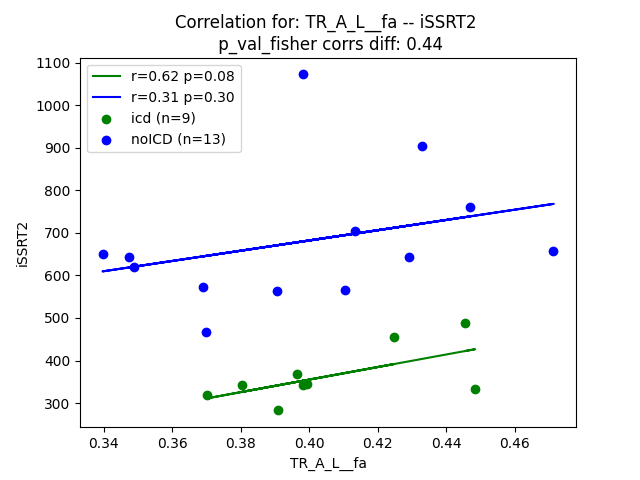 Correlation for: TR_A_L__fa -- iSSRT2
p_val_fisher corrs diff: 0.44
r=0.62 p=0.08
r=0.31 p=0.30
icd (n=9)
noICD (n=13)
1100
1000
900
800
700
600
500
400
300
iSSRT2
0.34 0.36 0.38 0.40 0.42 0.44 0.46
TR_A_L__fa